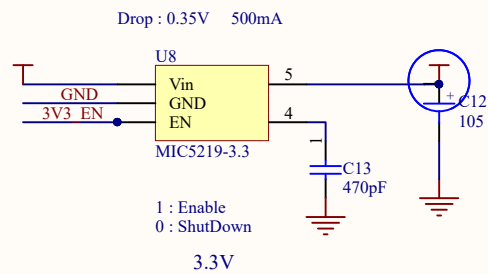 Drop : 0.35V 500mA
U8
Vin
GND
EN
GND
3V3_EN
5
4
MIC5219-3.3
1
C13
470pF
+
C12
105
1 : Enable
0 : ShutDown
3.3V